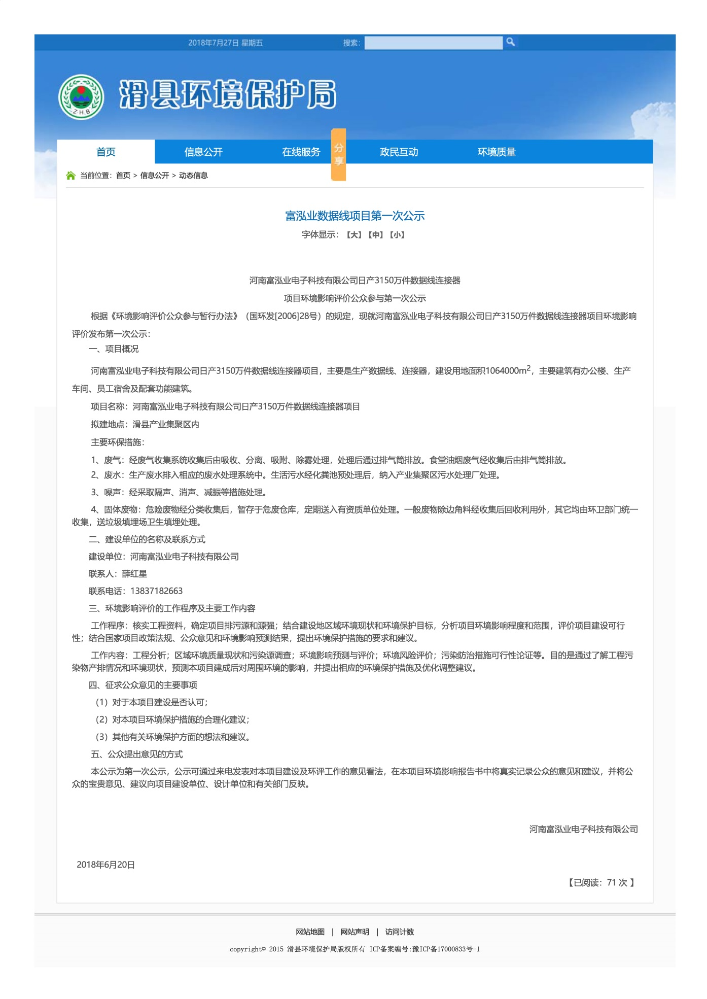 2018年7月27日 星期五 搜索:
Z·H.B
滑县环境保护局
首页 信息公开 在线服务 政民互动 环境质量
分
享
当前位置：首页 > 信息公开 > 动态信息
富泓业数据线项目第一次公示
字体显示：【大】【中】【小】
河南富泓业电子科技有限公司日产3150万件数据线连接器
项目环境影响评价公众参与第一次公示
根据《环境影响评价公众参与暂行办法》（国环发[2006]28号）的规定，现就河南富泓业电子科技有限公司日产3150万件数据线连接器项目环境影响
评价发布第一次公示：
一、项目概况
河南富泓业电子科技有限公司日产3150万件数据线连接器项目，主要是生产数据线、连接器，建设用地面积1064000m²，主要建筑有办公楼、生产
车间、员工宿舍及配套功能建筑。
项目名称：河南富泓业电子科技有限公司日产3150万件数据线连接器项目
拟建地点：滑县产业集聚区内
主要环保措施：
1、废气：经废气收集系统收集后由吸收、分离、吸附、除雾处理，处理后通过排气筒排放。食堂油烟废气经收集后由排气筒排放。
2、废水：生产废水排入相应的废水处理系统中。生活污水经化粪池预处理后，纳入产业集聚区污水处理厂处理。
3、噪声：经采取隔声、消声、减振等措施处理。
4、固体废物：危险废物经分类收集后，暂存于危废仓库，定期送入有资质单位处理。一般废物除边角料经收集后回收利用外，其它均由环卫部门统一
收集，送垃圾填埋场卫生填埋处理。
二、建设单位的名称及联系方式
建设单位：河南富泓业电子科技有限公司
联系人：薛红星
联系电话：13837182663
三、环境影响评价的工作程序及主要工作内容
工作程序：核实工程资料，确定项目排污源和源强；结合建设地区域环境现状和环境保护目标，分析项目环境影响程度和范围，评价项目建设可行
性；结合国家项目政策法规、公众意见和环境影响预测结果，提出环境保护措施的要求和建议。
工作内容：工程分析；区域环境质量现状和污染源调查；环境影响预测与评价；环境风险评价；污染防治措施可行性论证等。目的是通过了解工程污
染物产排情况和环境现状，预测本项目建成后对周围环境的影响，并提出相应的环境保护措施及优化调整建议。
四、征求公众意见的主要事项
（1）对于本项目建设是否认可；
（2）对本项目环境保护措施的合理化建议；
（3）其他有关环境保护方面的想法和建议。
五、公众提出意见的方式
本公示为第一次公示，公示可通过来电发表对本项目建设及环评工作的意见看法，在本项目环境影响报告书中将真实记录公众的意见和建议，并将公
众的宝贵意见、建议向项目建设单位、设计单位和有关部门反映。
河南富泓业电子科技有限公司
2018年6月20日
【已阅读：71 次 】
网站地图 | 网站声明 | 访问计数
copyright© 2015 滑县环境保护局版权所有 ICP备案编号:豫ICP备17000833号-1